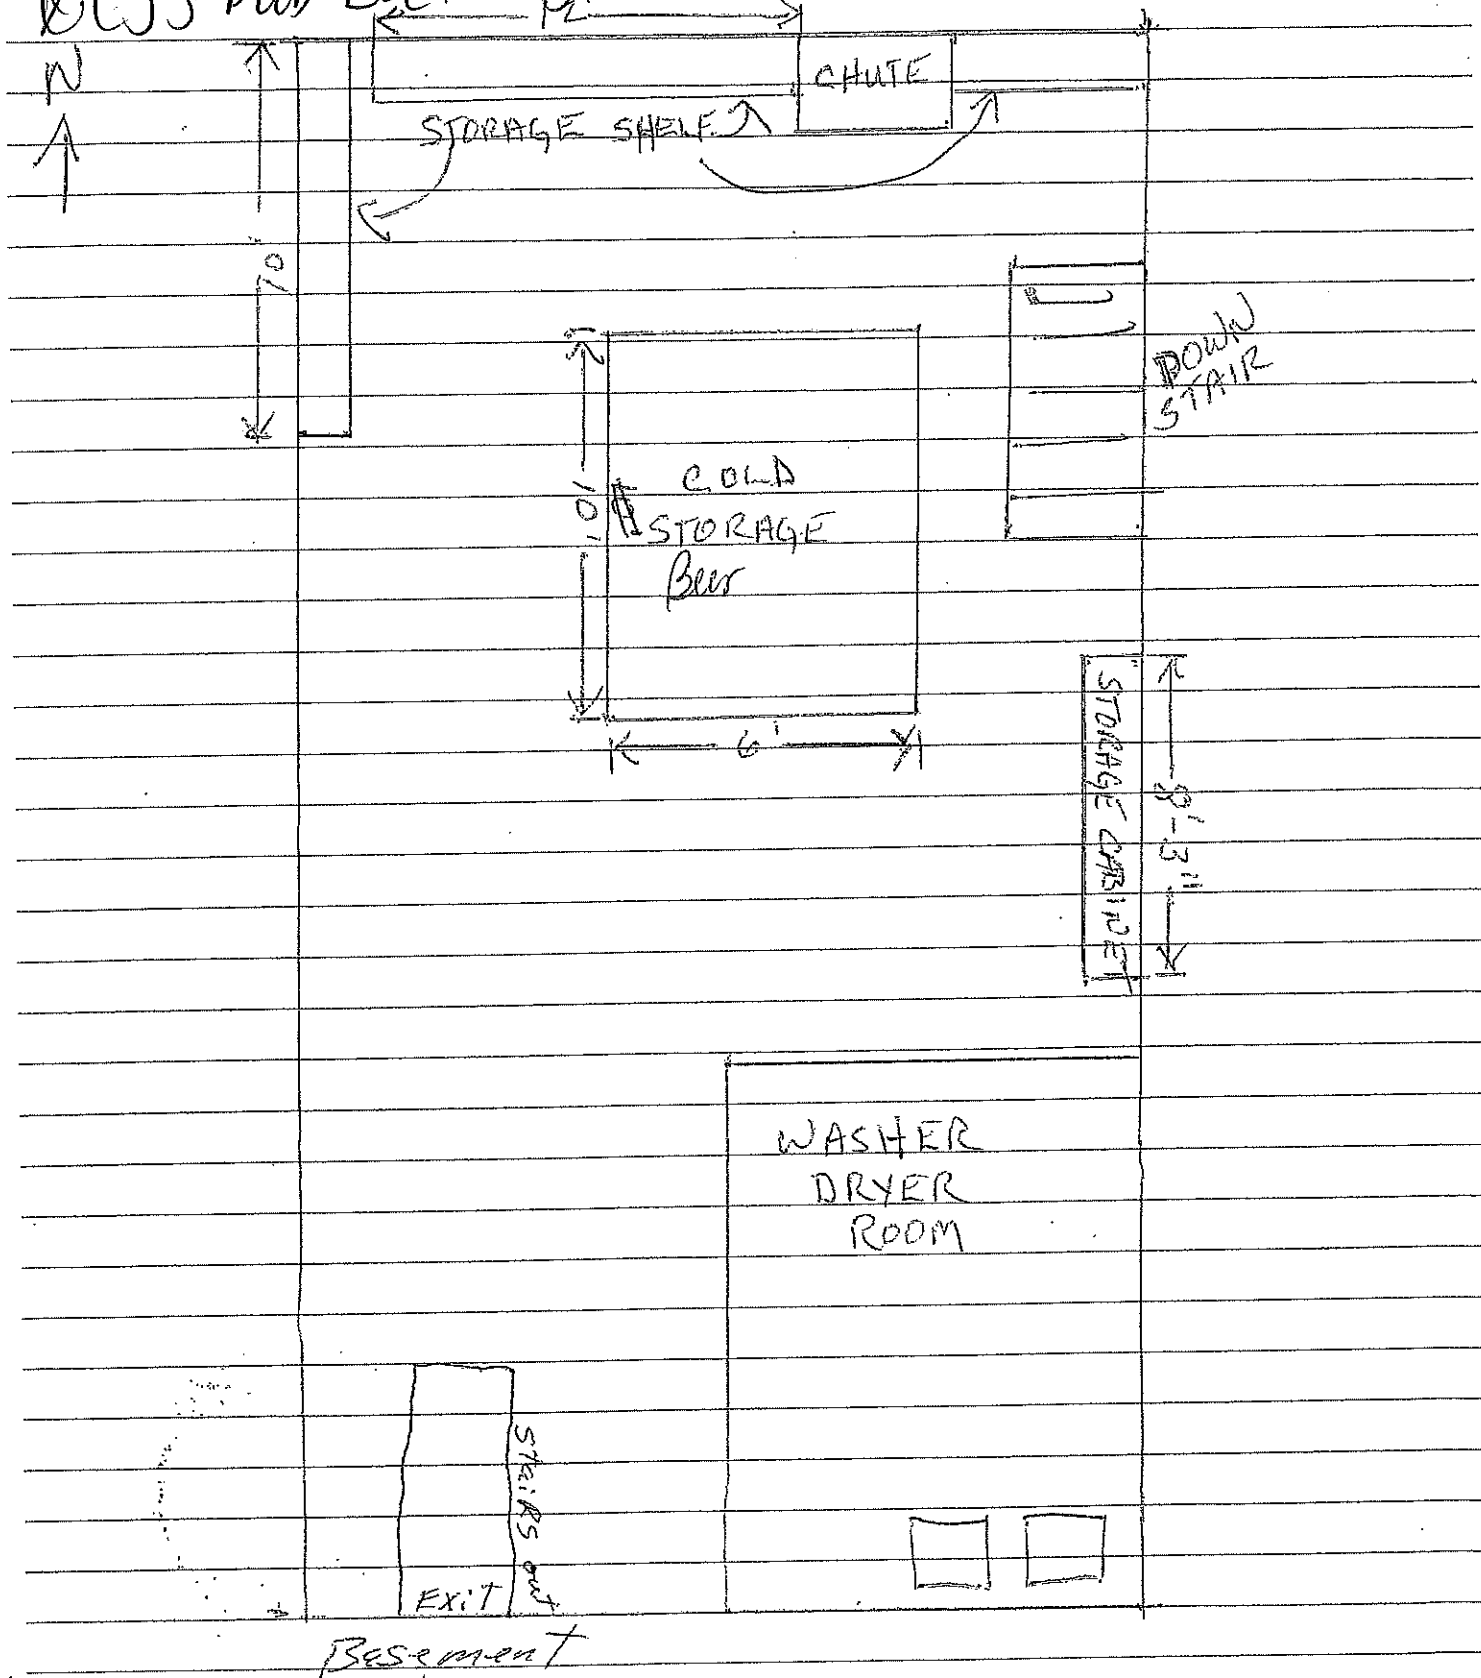 N
12
CHUTE
STORAGE SHELF
10'
DOWN
STAIR
COLD
STORAGE
Beer
10'
6'
STORAGE CABINET
8'-3"
WASHER
DRYER
ROOM
STaiRS out
EXiT
Basement